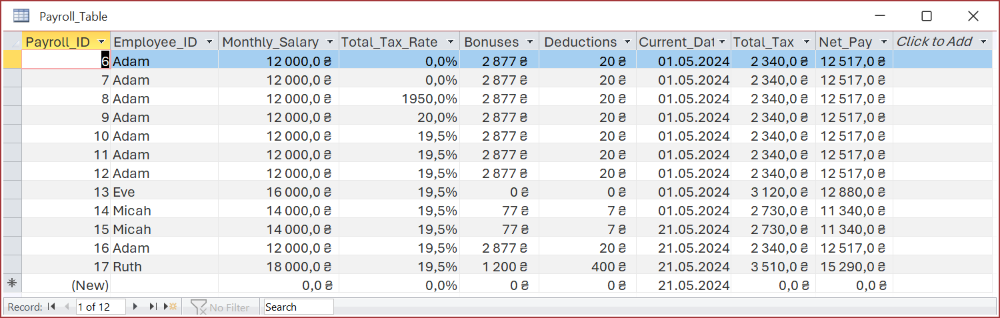 Payroll_Table
Payroll_ID Employee_ID Monthly_Salary Total_Tax_Rate Bonuses Deductions Current_Dat Total_Tax Net_Pay Click to Add
6 Adam 12 000,0 ₴ 0,0% 2 877 ₴ 20 ₴ 01.05.2024 2 340,0 ₴ 12 517,0 ₴
7 Adam 12 000,0 ₴ 0,0% 2 877 ₴ 20 ₴ 01.05.2024 2 340,0 ₴ 12 517,0 ₴
8 Adam 12 000,0 ₴ 1950,0% 2 877 ₴ 20 ₴ 01.05.2024 2 340,0 ₴ 12 517,0 ₴
9 Adam 12 000,0 ₴ 20,0% 2 877 ₴ 20 ₴ 01.05.2024 2 340,0 ₴ 12 517,0 ₴
10 Adam 12 000,0 ₴ 19,5% 2 877 ₴ 20 ₴ 01.05.2024 2 340,0 ₴ 12 517,0 ₴
11 Adam 12 000,0 ₴ 19,5% 2 877 ₴ 20 ₴ 01.05.2024 2 340,0 ₴ 12 517,0 ₴
12 Adam 12 000,0 ₴ 19,5% 2 877 ₴ 20 ₴ 01.05.2024 2 340,0 ₴ 12 517,0 ₴
13 Eve 16 000,0 ₴ 19,5% 0 ₴ 0 ₴ 01.05.2024 3 120,0 ₴ 12 880,0 ₴
14 Micah 14 000,0 ₴ 19,5% 77 ₴ 7 ₴ 01.05.2024 2 730,0 ₴ 11 340,0 ₴
15 Micah 14 000,0 ₴ 19,5% 77 ₴ 7 ₴ 21.05.2024 2 730,0 ₴ 11 340,0 ₴
16 Adam 12 000,0 ₴ 19,5% 2 877 ₴ 20 ₴ 21.05.2024 2 340,0 ₴ 12 517,0 ₴
17 Ruth 18 000,0 ₴ 19,5% 1 200 ₴ 400 ₴ 21.05.2024 3 510,0 ₴ 15 290,0 ₴
(New) 0,0 ₴ 0,0% 0 ₴ 0 ₴ 21.05.2024 0,0 ₴ 0,0 ₴
Record: 1 of 12 No Filter Search